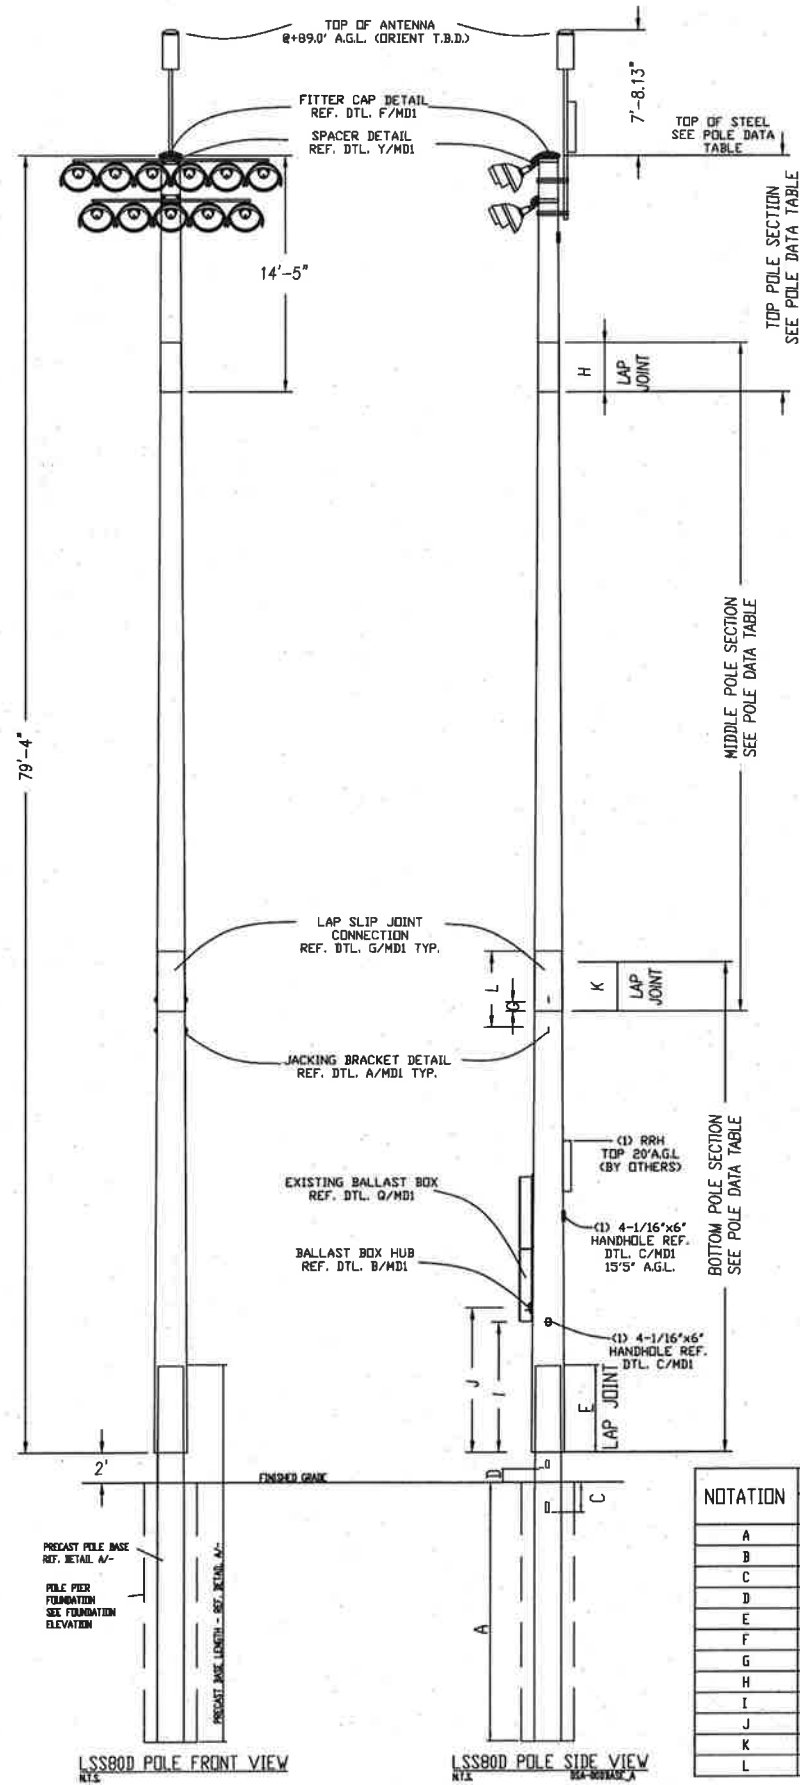 TOP OF ANTENNA
@+89.0' A.G.L. (ORIENT T.B.D.)
7'-8.13"
FITTER CAP DETAIL
REF. DTL. F/MD1
SPACER DETAIL
REF. DTL. Y/MD1
TOP OF STEEL
SEE POLE DATA
TABLE
14'-5"
TOP POLE SECTION
SEE POLE DATA TABLE
H
LAP
JOINT
79'-4"
MIDDLE POLE SECTION
SEE POLE DATA TABLE
LAP SLIP JOINT
CONNECTION
REF. DTL. G/MD1 TYP.
L
G
K
LAP
JOINT
JACKING BRACKET DETAIL
REF. DTL. A/MD1 TYP.
(1) RRH
TOP 20'A.G.L
(BY OTHERS)
EXISTING BALLAST BOX
REF. DTL. Q/MD1
BALLAST BOX HUB
REF. DTL. B/MD1
(1) 4-1/16"x6"
HANDHOLE REF.
DTL. C/MD1
15'5" A.G.L.
BOTTOM POLE SECTION
SEE POLE DATA TABLE
(1) 4-1/16"x6"
HANDHOLE REF.
DTL. C/MD1
J
I
E
LAP JOINT
2'
FINISHED GRADE
D
C
PRECAST POLE BASE
REF. DETAIL A/-
POLE PIER
FOUNDATION
SEE FOUNDATION
ELEVATION
PRECAST BASE LENGTH - REF. DETAIL A/-
A
NOTATION
A
B
C
D
E
F
G
H
I
J
K
L
LSS80D POLE FRONT VIEW
N.T.S.
LSS80D POLE SIDE VIEW
N.T.S.